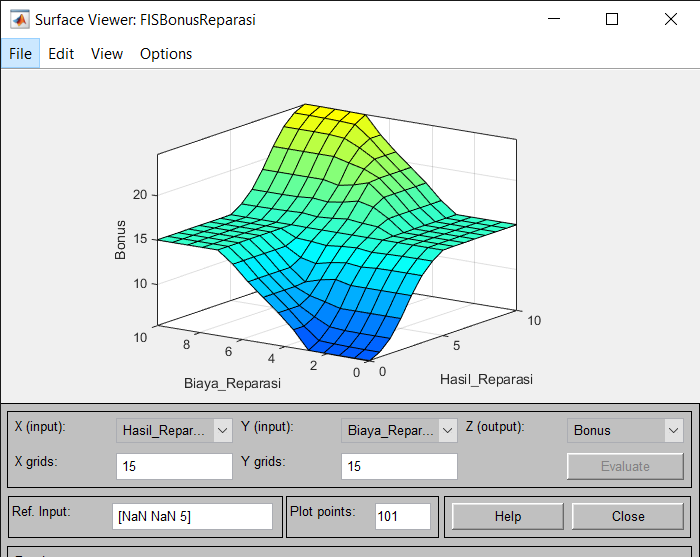 Surface Viewer: FISBonusReparasi
File Edit View Options
20
15
10
Bonus
10
8
6
4
2
0
0
5
10
Biaya_Reparasi
Hasil_Reparasi
X (input): Hasil_Repar... Y (input): Biaya_Repar... Z (output): Bonus
X grids: 15 Y grids: 15 Evaluate
Ref. Input: [NaN NaN 5] Plot points: 101 Help Close